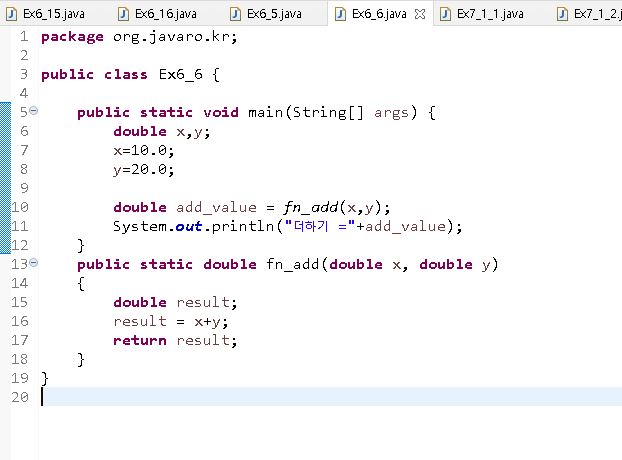 Ex6_15.java Ex6_16.java Ex6_5.java Ex6_6.java Ex7_1_1.java Ex7_1_2.j
1 package org.javaro.kr;
2
3 public class Ex6_6 {
4
5 public static void main(String[] args) {
6 double x,y;
7 x=10.0;
8 y=20.0;
9
10 double add_value = fn_add(x,y);
11 System.out.println("더하기 ="+add_value);
12 }
13 public static double fn_add(double x, double y)
14 {
15 double result;
16 result = x+y;
17 return result;
18 }
19 }
20